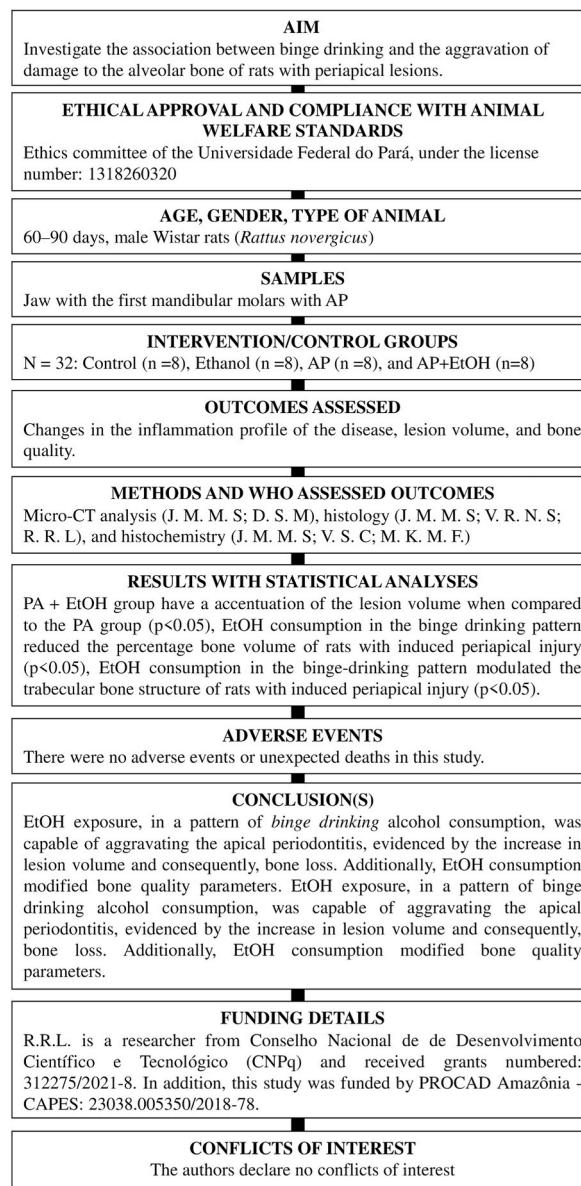 AIM
Investigate the association between binge drinking and the aggravation of
damage to the alveolar bone of rats with periapical lesions.
ETHICAL APPROVAL AND COMPLIANCE WITH ANIMAL
WELFARE STANDARDS
Ethics committee of the Universidade Federal do Pará, under the license
number: 1318260320
AGE, GENDER, TYPE OF ANIMAL
60–90 days, male Wistar rats (Rattus novergicus)
SAMPLES
Jaw with the first mandibular molars with AP
INTERVENTION/CONTROL GROUPS
N = 32: Control (n =8), Ethanol (n =8), AP (n =8), and AP+EtOH (n=8)
OUTCOMES ASSESSED
Changes in the inflammation profile of the disease, lesion volume, and bone
quality.
METHODS AND WHO ASSESSED OUTCOMES
Micro-CT analysis (J. M. M. S; D. S. M), histology (J. M. M. S; V. R. N. S;
R. R. L), and histochemistry (J. M. M. S; V. S. C; M. K. M. F.)
RESULTS WITH STATISTICAL ANALYSES
PA + EtOH group have a accentuation of the lesion volume when compared
to the PA group (p<0.05), EtOH consumption in the binge drinking pattern
reduced the percentage bone volume of rats with induced periapical injury
(p<0.05), EtOH consumption in the binge-drinking pattern modulated the
trabecular bone structure of rats with induced periapical injury (p<0.05).
ADVERSE EVENTS
There were no adverse events or unexpected deaths in this study.
CONCLUSION(S)
EtOH exposure, in a pattern of binge drinking alcohol consumption, was
capable of aggravating the apical periodontitis, evidenced by the increase in
lesion volume and consequently, bone loss. Additionally, EtOH consumption
modified bone quality parameters. EtOH exposure, in a pattern of binge
drinking alcohol consumption, was capable of aggravating the apical
periodontitis, evidenced by the increase in lesion volume and consequently,
bone loss. Additionally, EtOH consumption modified bone quality
parameters.
FUNDING DETAILS
R.R.L. is a researcher from Conselho Nacional de de Desenvolvimento
Científico e Tecnológico (CNPq) and received grants numbered:
312275/2021-8. In addition, this study was funded by PROCAD Amazônia -
CAPES: 23038.005350/2018-78.
CONFLICTS OF INTEREST
The authors declare no conflicts of interest